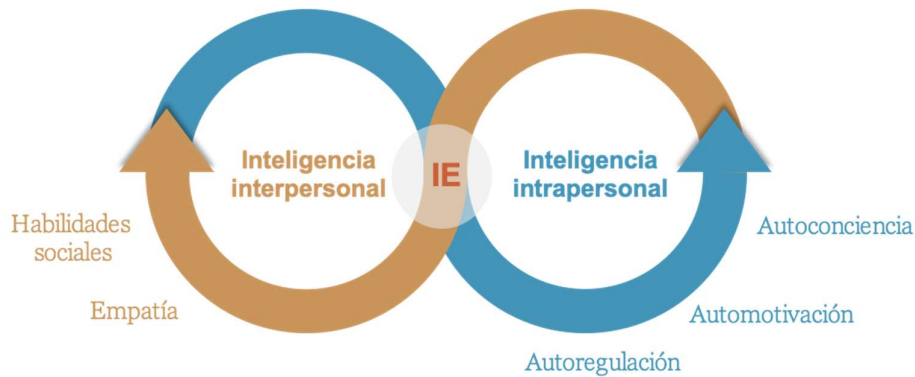 Inteligencia
interpersonal
IE
Inteligencia
intrapersonal
Habilidades
sociales
Empatía
Autoconciencia
Automotivación
Autoregulación